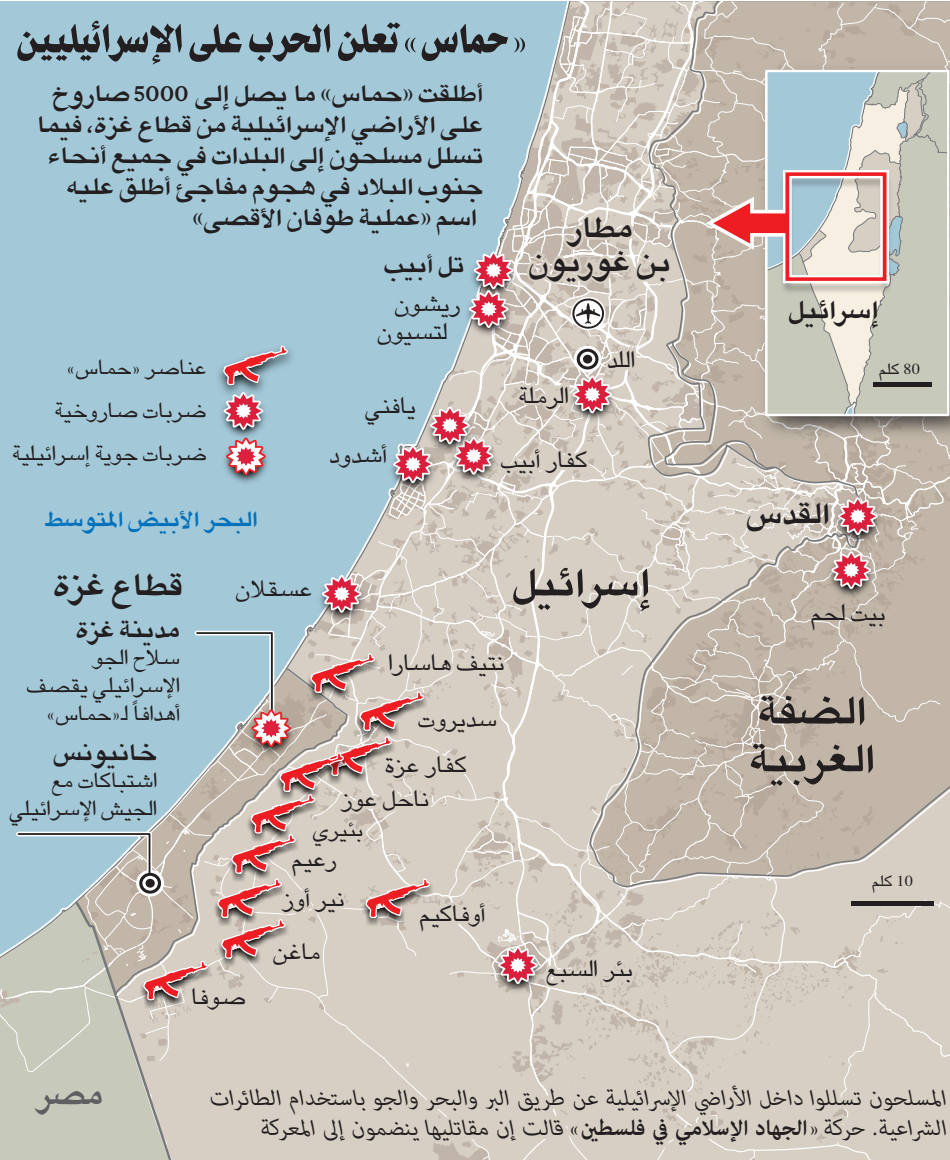 «حماس» تعلن الحرب على الإسرائيليين
أطلقت «حماس» ما يصل إلى 5000 صاروخ
على الأراضي الإسرائيلية من قطاع غزة، فيما
تسلل مسلحون إلى البلدات في جميع أنحاء
جنوب البلاد في هجوم مفاجئ أطلق عليه
اسم «عملية طوفان الأقصى»
إسرائيل
80 كلم
مطار
بن غوريون
تل أبيب
ريشون
لتسيون
اللد
الرملة
عناصر «حماس»
ضربات صاروخية
ضربات جوية إسرائيلية
يافني
كفار أبيب
أشدود
البحر الأبيض المتوسط
القدس
بيت لحم
إسرائيل
عسقلان
قطاع غزة
مدينة غزة
سلاح الجو
الإسرائيلي يقصف
أهدافاً لـ«حماس»
خانيونس
اشتباكات مع
الجيش الإسرائيلي
نتيف هاسارا
سديروت
كفار عزة
ناحل عوز
بئيري
رعيم
نير أوز
أوفاكيم
ماغن
صوفا
بئر السبع
الضفة
الغربية
10 كلم
مصر
المسلحون تسللوا داخل الأراضي الإسرائيلية عن طريق البر والبحر والجو باستخدام الطائرات
الشراعية. حركة «الجهاد الإسلامي في فلسطين» قالت إن مقاتليها ينضمون إلى المعركة